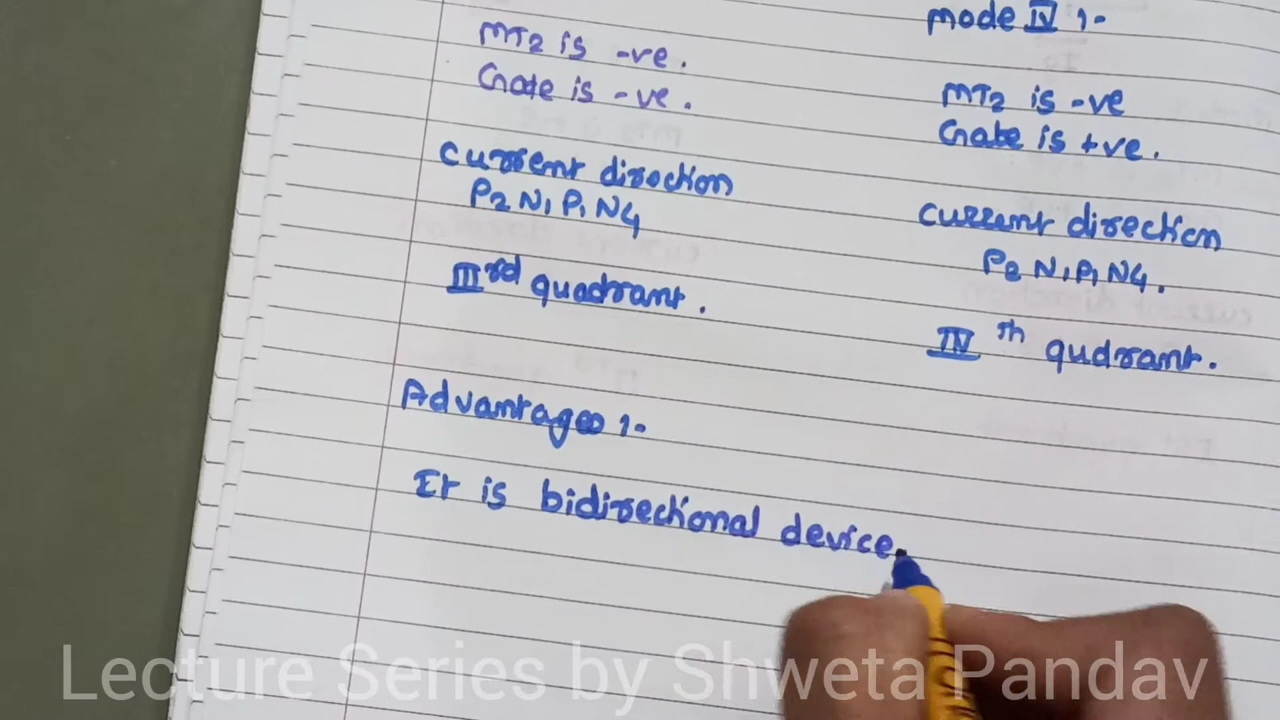 MT2 is -ve.
Gate is -ve.
Current direction
P2 N1 P1 N4
IIIrd quadrant.
mode IV :-
MT2 is -ve
Gate is +ve.
Current direction
P2 N1 P1 N4.
IVth qudrant.
Advantages :-
It is bidirectional device.
Lecture Series by Shweta Pandav